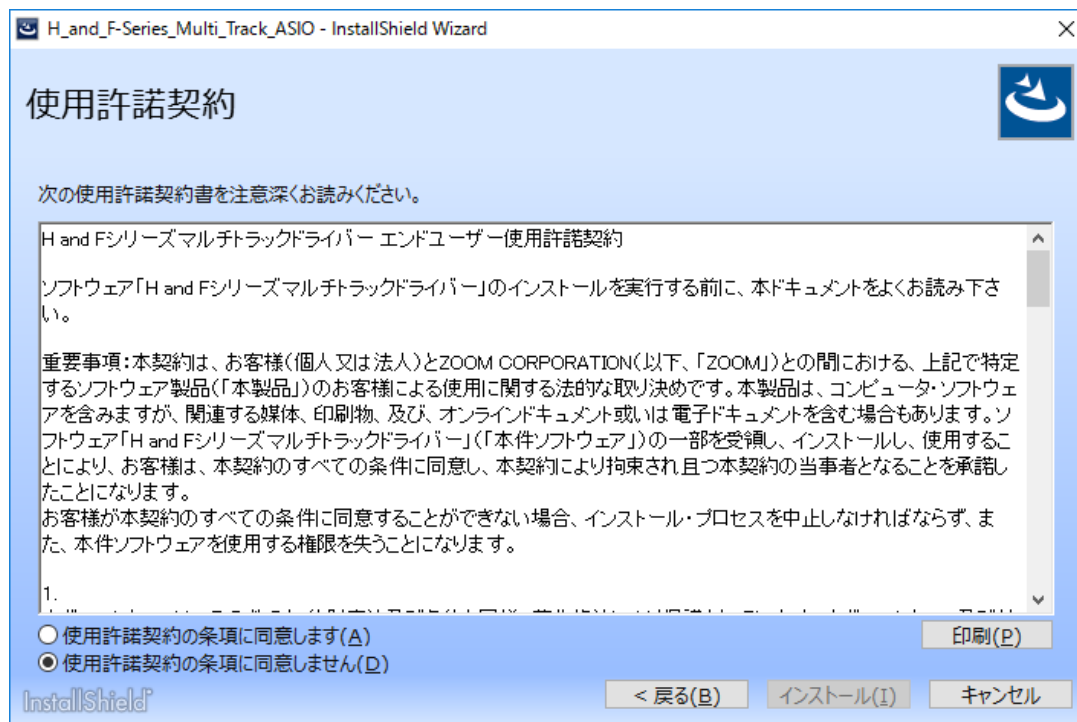 H_and_F-Series_Multi_Track_ASIO - InstallShield Wizard
使用許諾契約
次の使用許諾契約書を注意深くお読みください。
H and Fシリーズマルチトラックドライバー エンドユーザー使用許諾契約
ソフトウェア「H and Fシリーズマルチトラックドライバー」のインストールを実行する前に、本ドキュメントをよくお読み下さ
い。
重要事項：本契約は、お客様(個人又は法人)とZOOM CORPORATION(以下、「ZOOM」)との間における、上記で特定
するソフトウェア製品(「本製品」)のお客様による使用に関する法的な取り決めです。本製品は、コンピュータ・ソフトウェ
アを含みますが、関連する媒体、印刷物、及び、オンラインドキュメント或いは電子ドキュメントを含む場合もあります。ソ
フトウェア「H and Fシリーズマルチトラックドライバー」(「本件ソフトウェア」)の一部を受領し、インストールし、使用するこ
とにより、お客様は、本契約のすべての条件に同意し、本契約により拘束され且つ本契約の当事者となることを承諾し
たことになります。
お客様が本契約のすべての条件に同意することができない場合、インストール・プロセスを中止しなければならず、ま
た、本件ソフトウェアを使用する権限を失うことになります。
1.
使用許諾契約の条項に同意します(A)
印刷(P)
使用許諾契約の条項に同意しません(D)
InstallShield
< 戻る(B)
インストール(I)
キャンセル